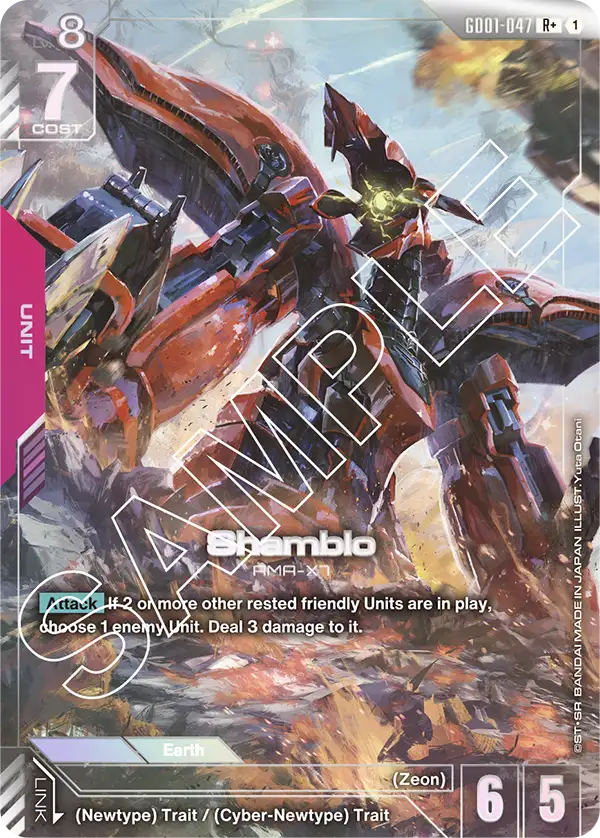 Lv. 8
GD01-047 R+ 1
7
COST
UNIT
SAMPLE
Shamblo
AMA-X7
Attack If 2 or more other rested friendly Units are in play,
choose 1 enemy Unit. Deal 3 damage to it.
©ST・SR BANDAI MADE IN JAPAN ILLUST:Yuta Otani
Earth
(Zeon)
LINK
(Newtype) Trait / (Cyber-Newtype) Trait
6 5